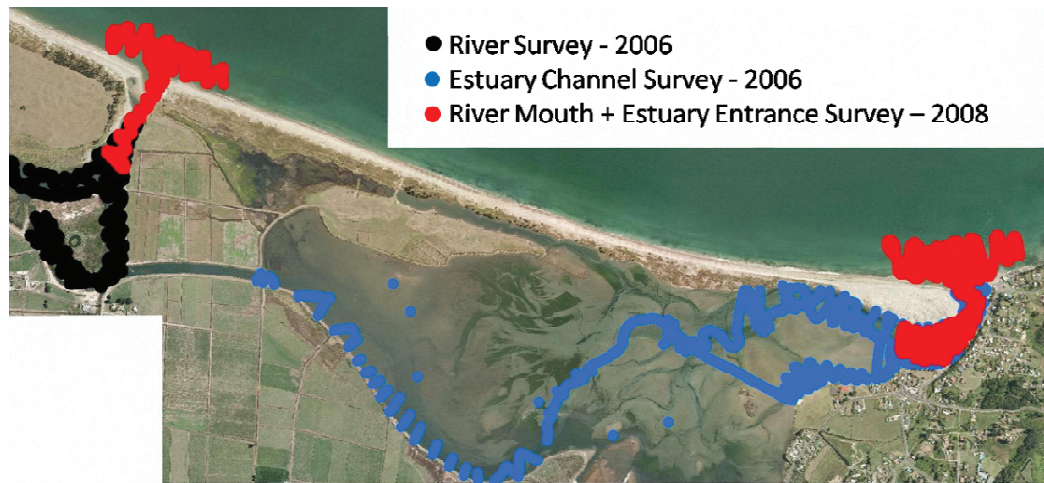 River Survey - 2006
Estuary Channel Survey - 2006
River Mouth + Estuary Entrance Survey – 2008